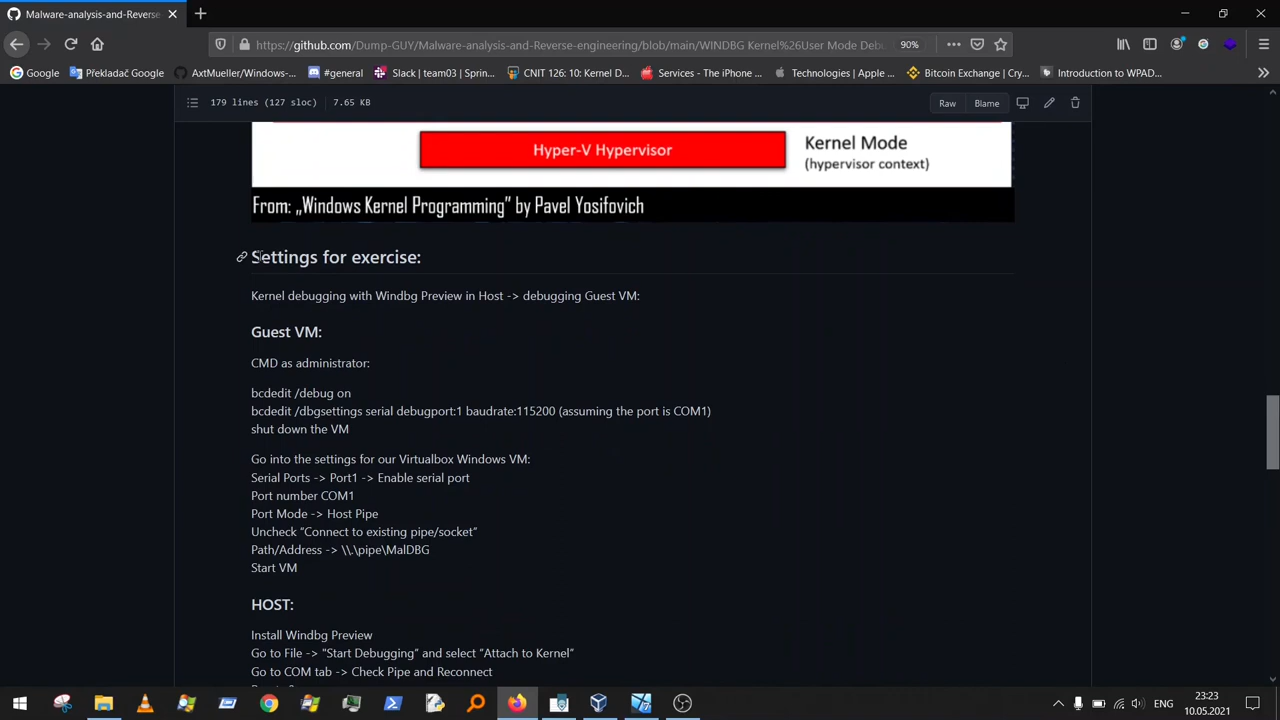 Malware-analysis-and-Reverse-
https://github.com/Dump-GUY/Malware-analysis-and-Reverse-engineering/blob/main/WINDBG Kernel%26User Mode Deb
90%
Google
Překladač Google
AxtMueller/Windows-...
#general
Slack | team03 | Sprin...
CNIT 126: 10: Kernel D...
Services - The iPhone ...
Technologies | Apple ...
Bitcoin Exchange | Cry...
Introduction to WPAD...
179 lines (127 sloc)
7.65 KB
Raw
Blame
Hyper-V Hypervisor
Kernel Mode
(hypervisor context)
From: „Windows Kernel Programming” by Pavel Yosifovich
Settings for exercise:
Kernel debugging with Windbg Preview in Host -> debugging Guest VM:
Guest VM:
CMD as administrator:
bcdedit /debug on
bcdedit /dbgsettings serial debugport:1 baudrate:115200 (assuming the port is COM1)
shut down the VM
Go into the settings for our Virtualbox Windows VM:
Serial Ports -> Port1 -> Enable serial port
Port number COM1
Port Mode -> Host Pipe
Uncheck “Connect to existing pipe/socket”
Path/Address -> \\.\pipe\MalDBG
Start VM
HOST:
Install Windbg Preview
Go to File -> "Start Debugging“ and select “Attach to Kernel”
Go to COM tab -> Check Pipe and Reconnect
ENG
23:23
10.05.2021